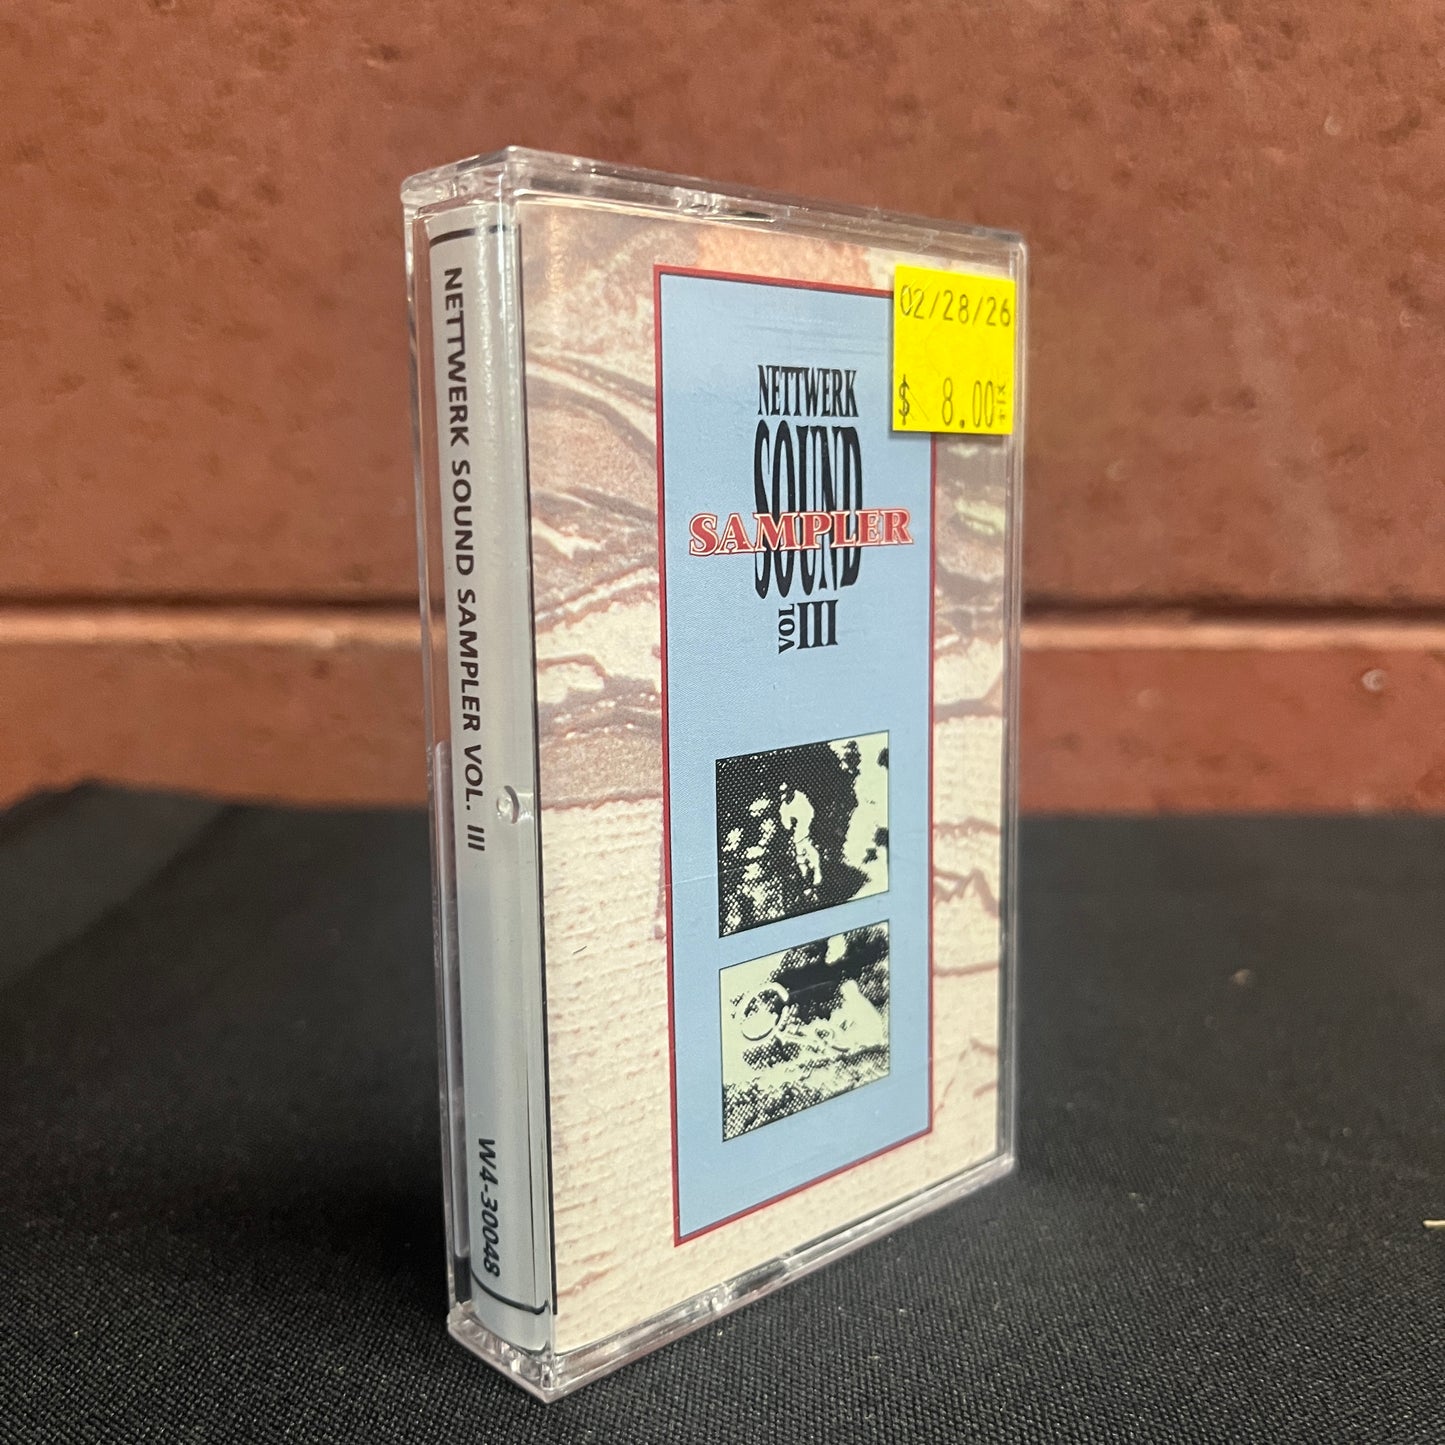 NETTWERK SOUND SAMPLER VOL. III
W4-30048
02/28/26
$ 8.00
NETTWERK
SOUND
SAMPLER
VOL III